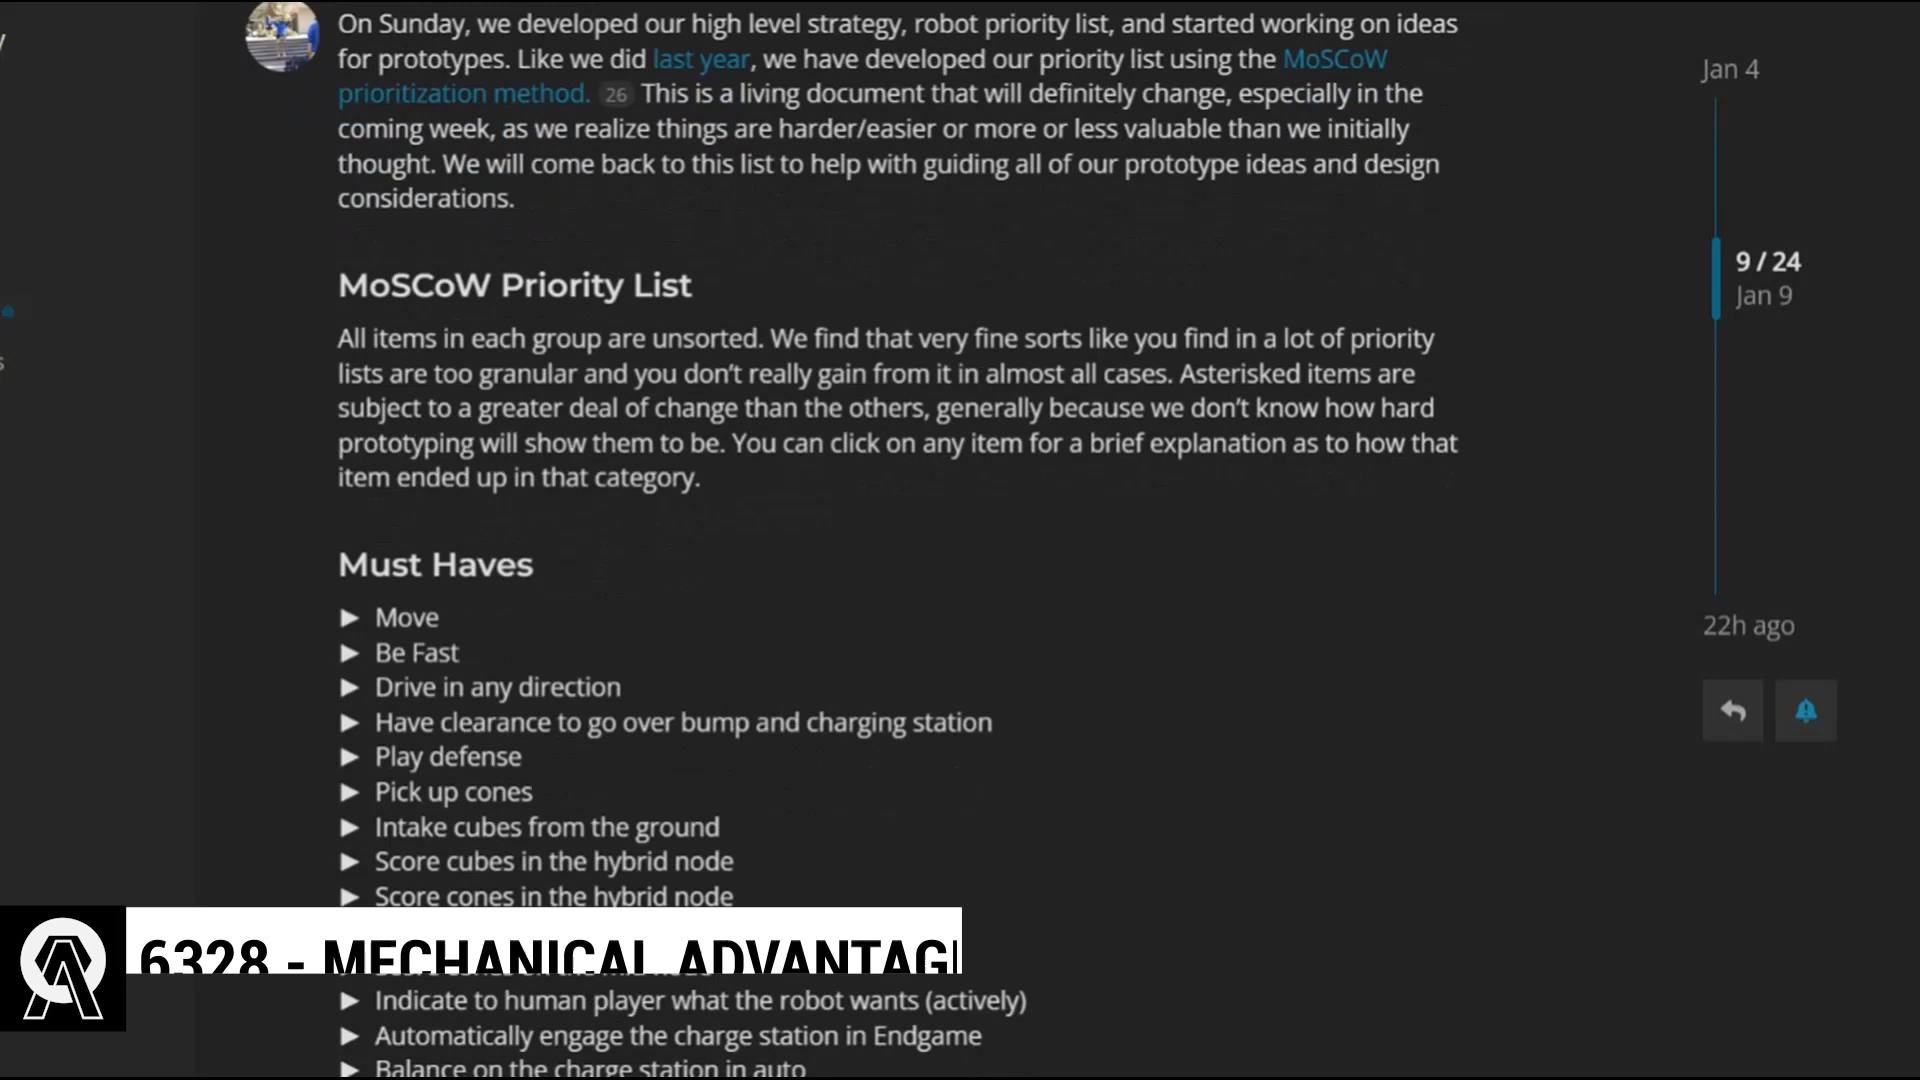 On Sunday, we developed our high level strategy, robot priority list, and started working on ideas
for prototypes. Like we did last year, we have developed our priority list using the MoSCoW
prioritization method. 26 This is a living document that will definitely change, especially in the
coming week, as we realize things are harder/easier or more or less valuable than we initially
thought. We will come back to this list to help with guiding all of our prototype ideas and design
considerations.
MoSCoW Priority List
All items in each group are unsorted. We find that very fine sorts like you find in a lot of priority
lists are too granular and you don't really gain from it in almost all cases. Asterisked items are
subject to a greater deal of change than the others, generally because we don't know how hard
prototyping will show them to be. You can click on any item for a brief explanation as to how that
item ended up in that category.
Must Haves
▶ Move
▶ Be Fast
▶ Drive in any direction
▶ Have clearance to go over bump and charging station
▶ Play defense
▶ Pick up cones
▶ Intake cubes from the ground
▶ Score cubes in the hybrid node
▶ Score cones in the hybrid node
6328 - MECHANICAL ADVANTAG
▶ Indicate to human player what the robot wants (actively)
▶ Automatically engage the charge station in Endgame
▶ Balance on the charge station in auto
Jan 4
9 / 24
Jan 9
22h ago